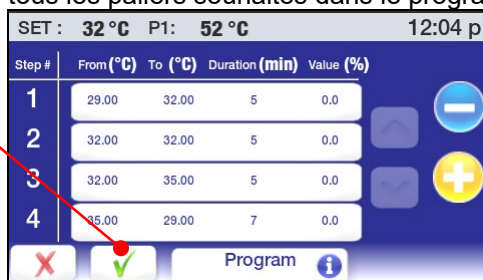 tous les paliers souhaités dans le progra
SET : 32 °C P1: 52 °C 12:04 p
Step # From (°C) To (°C) Duration (min) Value (%)
1 29.00 32.00 5 0.0
2 32.00 32.00 5 0.0
3 32.00 35.00 5 0.0
4 35.00 29.00 7 0.0
Program